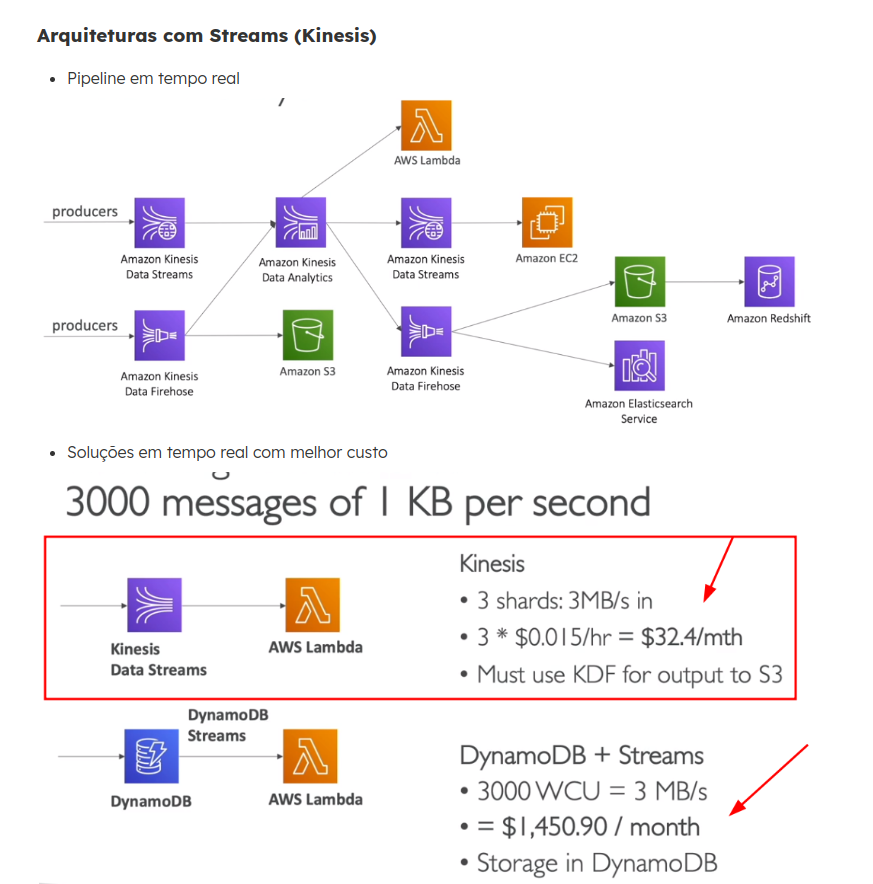 Arquiteturas com Streams (Kinesis)
• Pipeline em tempo real
AWS Lambda
producers
Amazon Kinesis
Data Streams
Amazon Kinesis
Data Analytics
Amazon Kinesis
Data Streams
Amazon EC2
Amazon S3
Amazon Redshift
producers
Amazon Kinesis
Data Firehose
Amazon S3
Amazon Kinesis
Data Firehose
Amazon Elasticsearch
Service
• Soluções em tempo real com melhor custo
3000 messages of 1 KB per second
Kinesis
Data Streams
AWS Lambda
Kinesis
• 3 shards: 3MB/s in
• 3 * $0.015/hr = $32.4/mth
• Must use KDF for output to S3
DynamoDB
Streams
DynamoDB
AWS Lambda
DynamoDB + Streams
• 3000 WCU = 3 MB/s
• = $1,450.90 / month
• Storage in DynamoDB